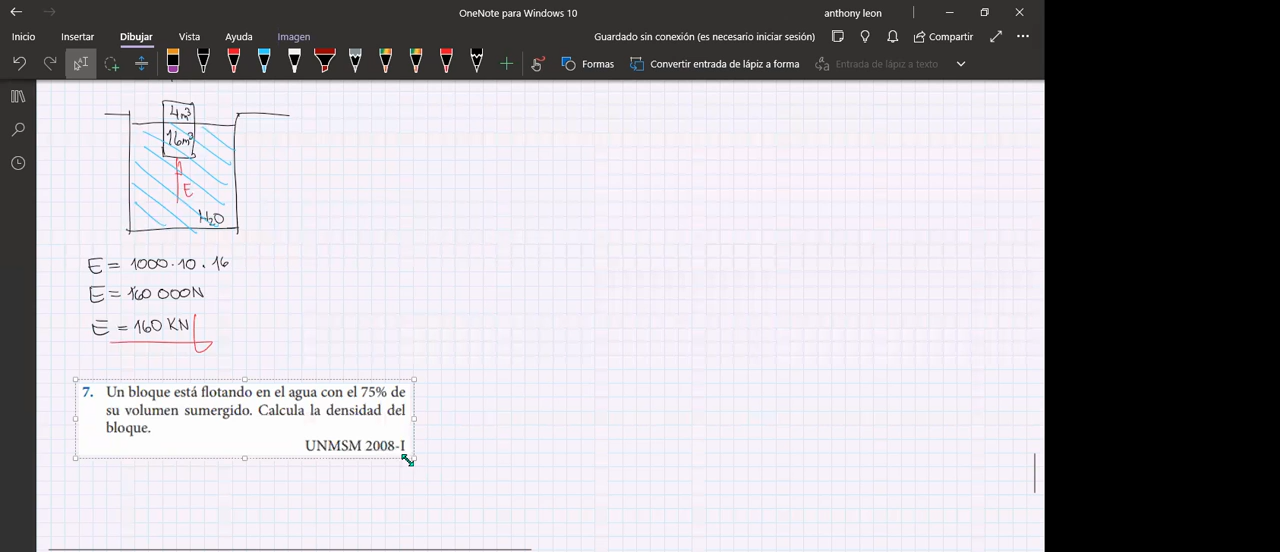 OneNote para Windows 10
anthony leon
Inicio
Insertar
Dibujar
Vista
Ayuda
Imagen
Guardado sin conexión (es necesario iniciar sesión)
Compartir
Formas
Convertir entrada de lápiz a forma
Entrada de lápiz a texto
4m³
16m³
E
H₂O
E = 1000·10·16
E = 160 000N
E = 160 KN
7. Un bloque está flotando en el agua con el 75% de
su volumen sumergido. Calcula la densidad del
bloque.
UNMSM 2008-I